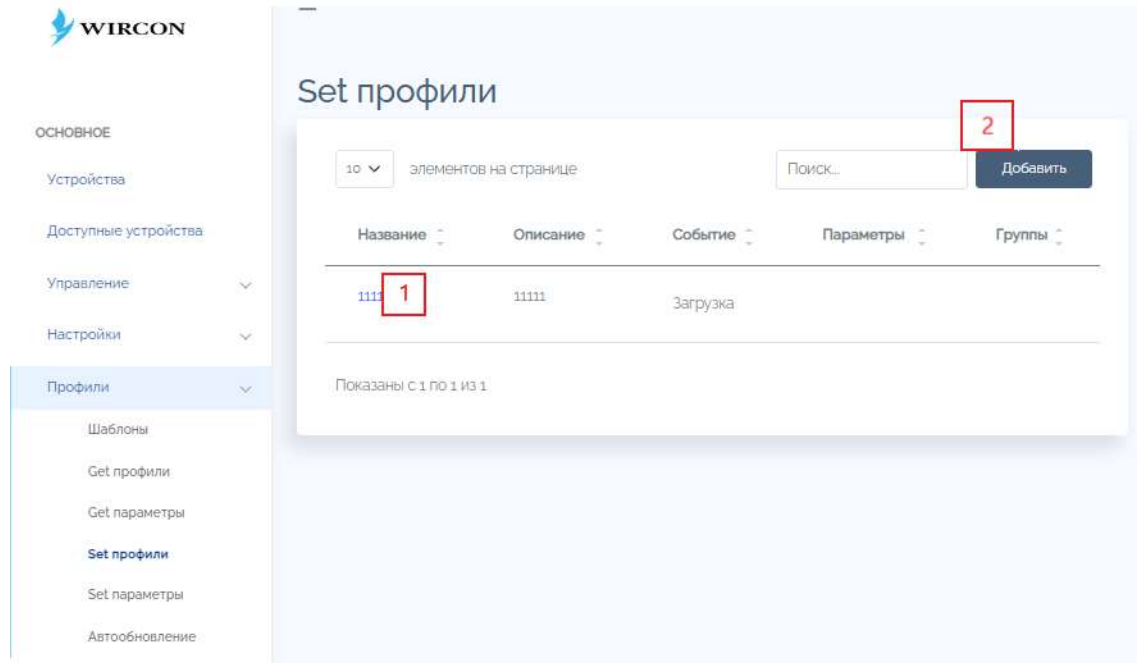 WIRCON
Set профили
ОСНОВНОЕ
Устройства
Доступные устройства
Управление
Настройки
Профили
Шаблоны
Get профили
Get параметры
Set профили
Set параметры
Автообновление
2
10 элементов на странице Поиск... Добавить
Название Описание Событие Параметры Группы
1111 1 11111 Загрузка
Показаны с 1 по 1 из 1